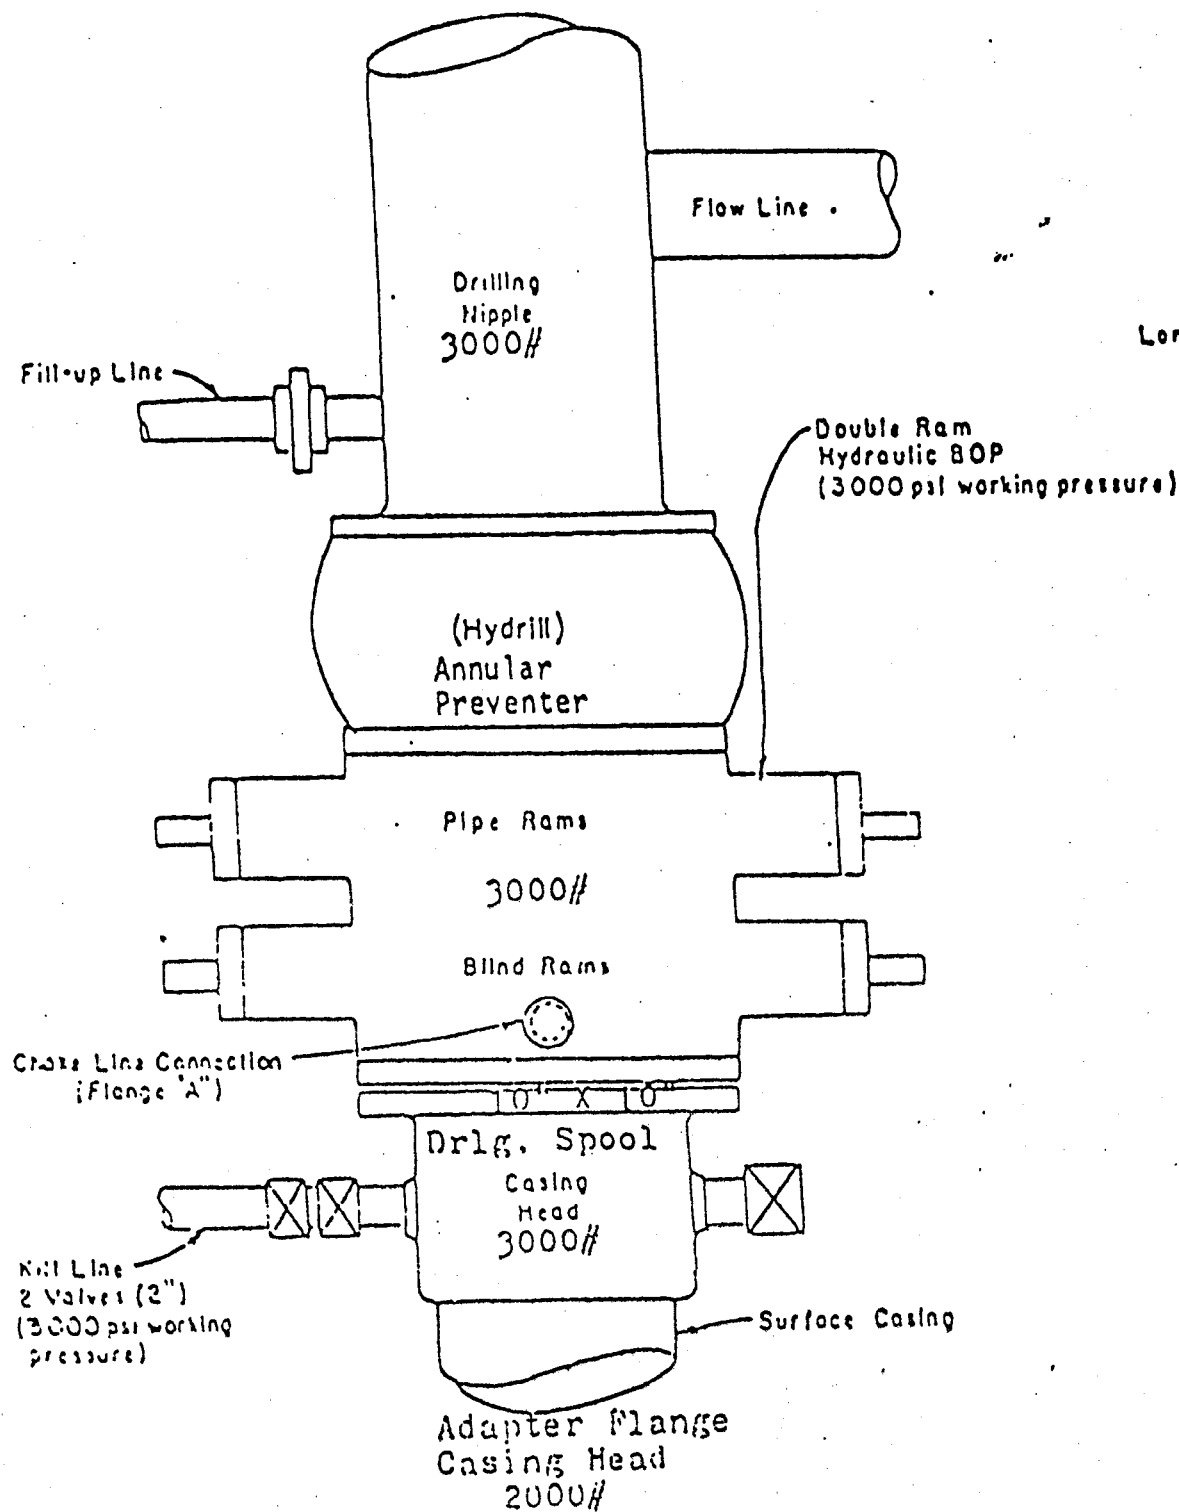 Flow Line
Drilling
Nipple
3000#
Fill-up Line
Double Ram
Hydraulic BOP
(3000 psi working pressure)
(Hydrill)
Annular
Preventer
Pipe Rams
3000#
Blind Rams
Choke Line Connection
(Flange "A")
Drlg. Spool
Casing
Head
3000#
Kill Line
2 Valves (2")
(3000 psi working
pressure)
Surface Casing
Adapter Flange
Casing Head
2000#